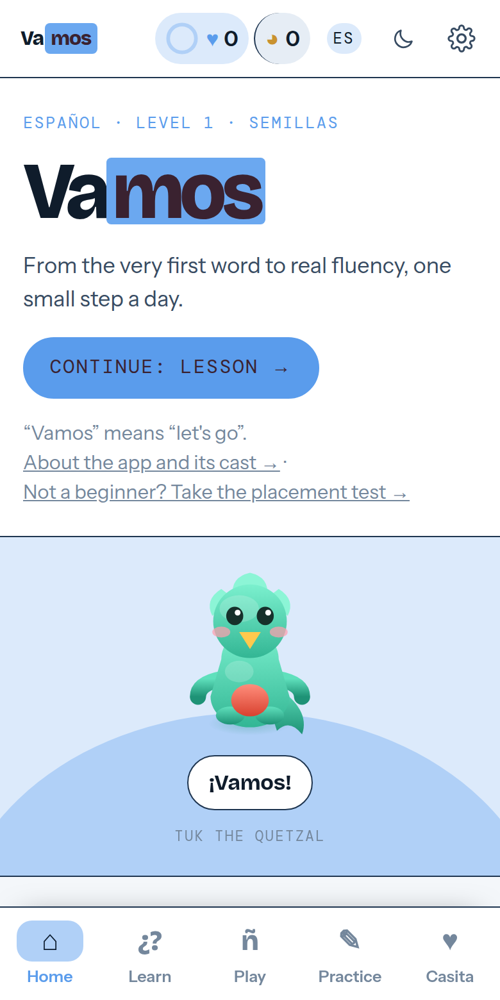 Vamos
♥ 0
0
ES
ESPAÑOL · LEVEL 1 · SEMILLAS
Vamos
From the very first word to real fluency, one
small step a day.
CONTINUE: LESSON →
“Vamos” means “let's go”.
About the app and its cast → ·
Not a beginner? Take the placement test →
¡Vamos!
TUK THE QUETZAL
¿? ñ ✎ ♥
Home Learn Play Practice Casita